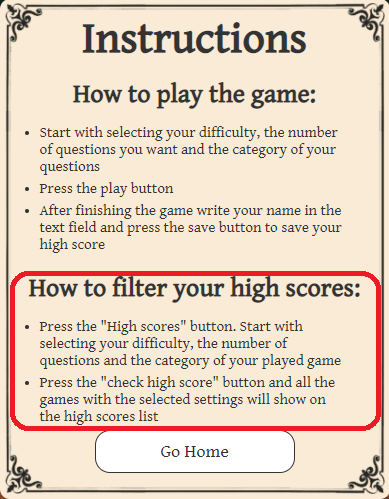 Instructions
How to play the game:
• Start with selecting your difficulty, the number
of questions you want and the category of your
questions
• Press the play button
• After finishing the game write your name in the
text field and press the save button to save your
high score
How to filter your high scores:
• Press the "High scores" button. Start with
selecting your difficulty, the number of
questions and the category of your played game
• Press the "check high score" button and all the
games with the selected settings will show on
the high scores list
Go Home